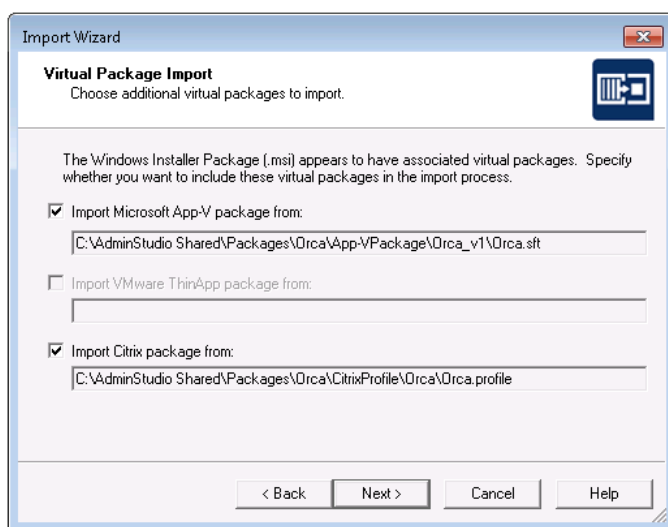 Import Wizard
Virtual Package Import
Choose additional virtual packages to import.
The Windows Installer Package (.msi) appears to have associated virtual packages.  Specify
whether you want to include these virtual packages in the import process.
Import Microsoft App-V package from:
C:\AdminStudio Shared\Packages\Orca\App-VPackage\Orca_v1\Orca.sft
Import VMware ThinApp package from:
Import Citrix package from:
C:\AdminStudio Shared\Packages\Orca\CitrixProfile\Orca\Orca.profile
< Back
Next >
Cancel
Help